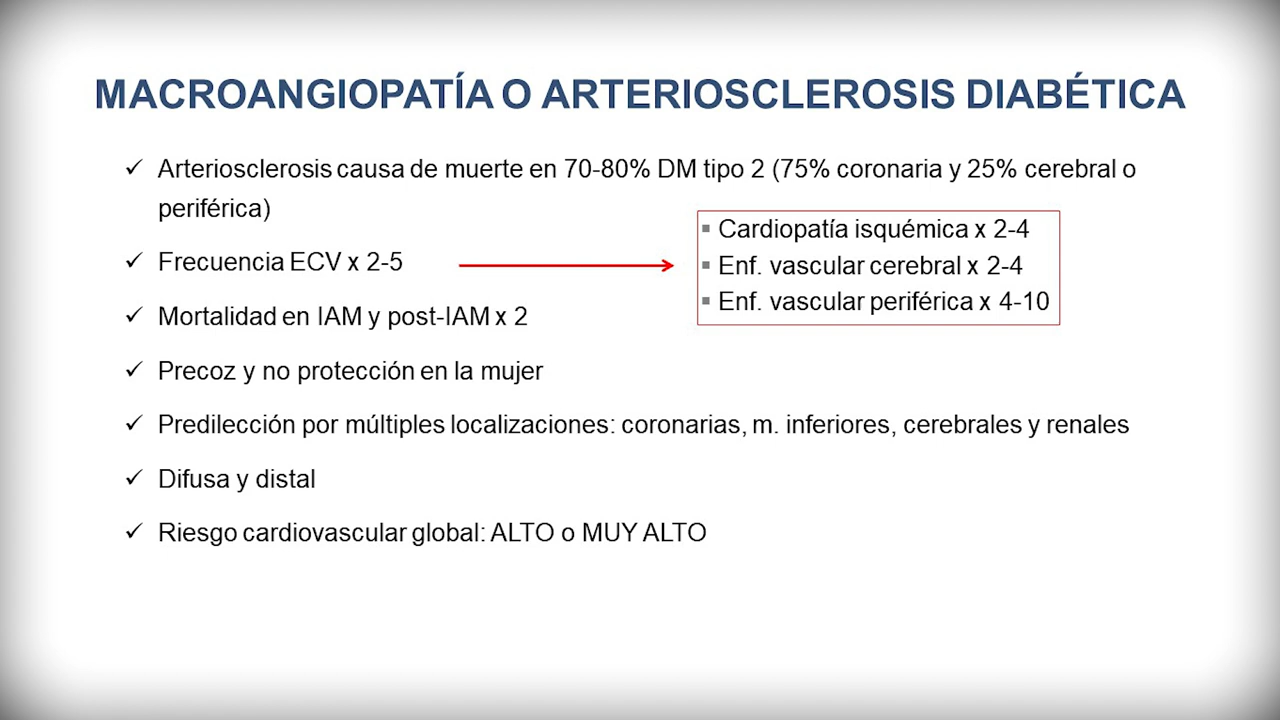 MACROANGIOPATÍA O ARTERIOSCLEROSIS DIABÉTICA
✓ Arteriosclerosis causa de muerte en 70-80% DM tipo 2 (75% coronaria y 25% cerebral o
periférica)
✓ Frecuencia ECV x 2-5
▪ Cardiopatía isquémica x 2-4
▪ Enf. vascular cerebral x 2-4
▪ Enf. vascular periférica x 4-10
✓ Mortalidad en IAM y post-IAM x 2
✓ Precoz y no protección en la mujer
✓ Predilección por múltiples localizaciones: coronarias, m. inferiores, cerebrales y renales
✓ Difusa y distal
✓ Riesgo cardiovascular global: ALTO o MUY ALTO